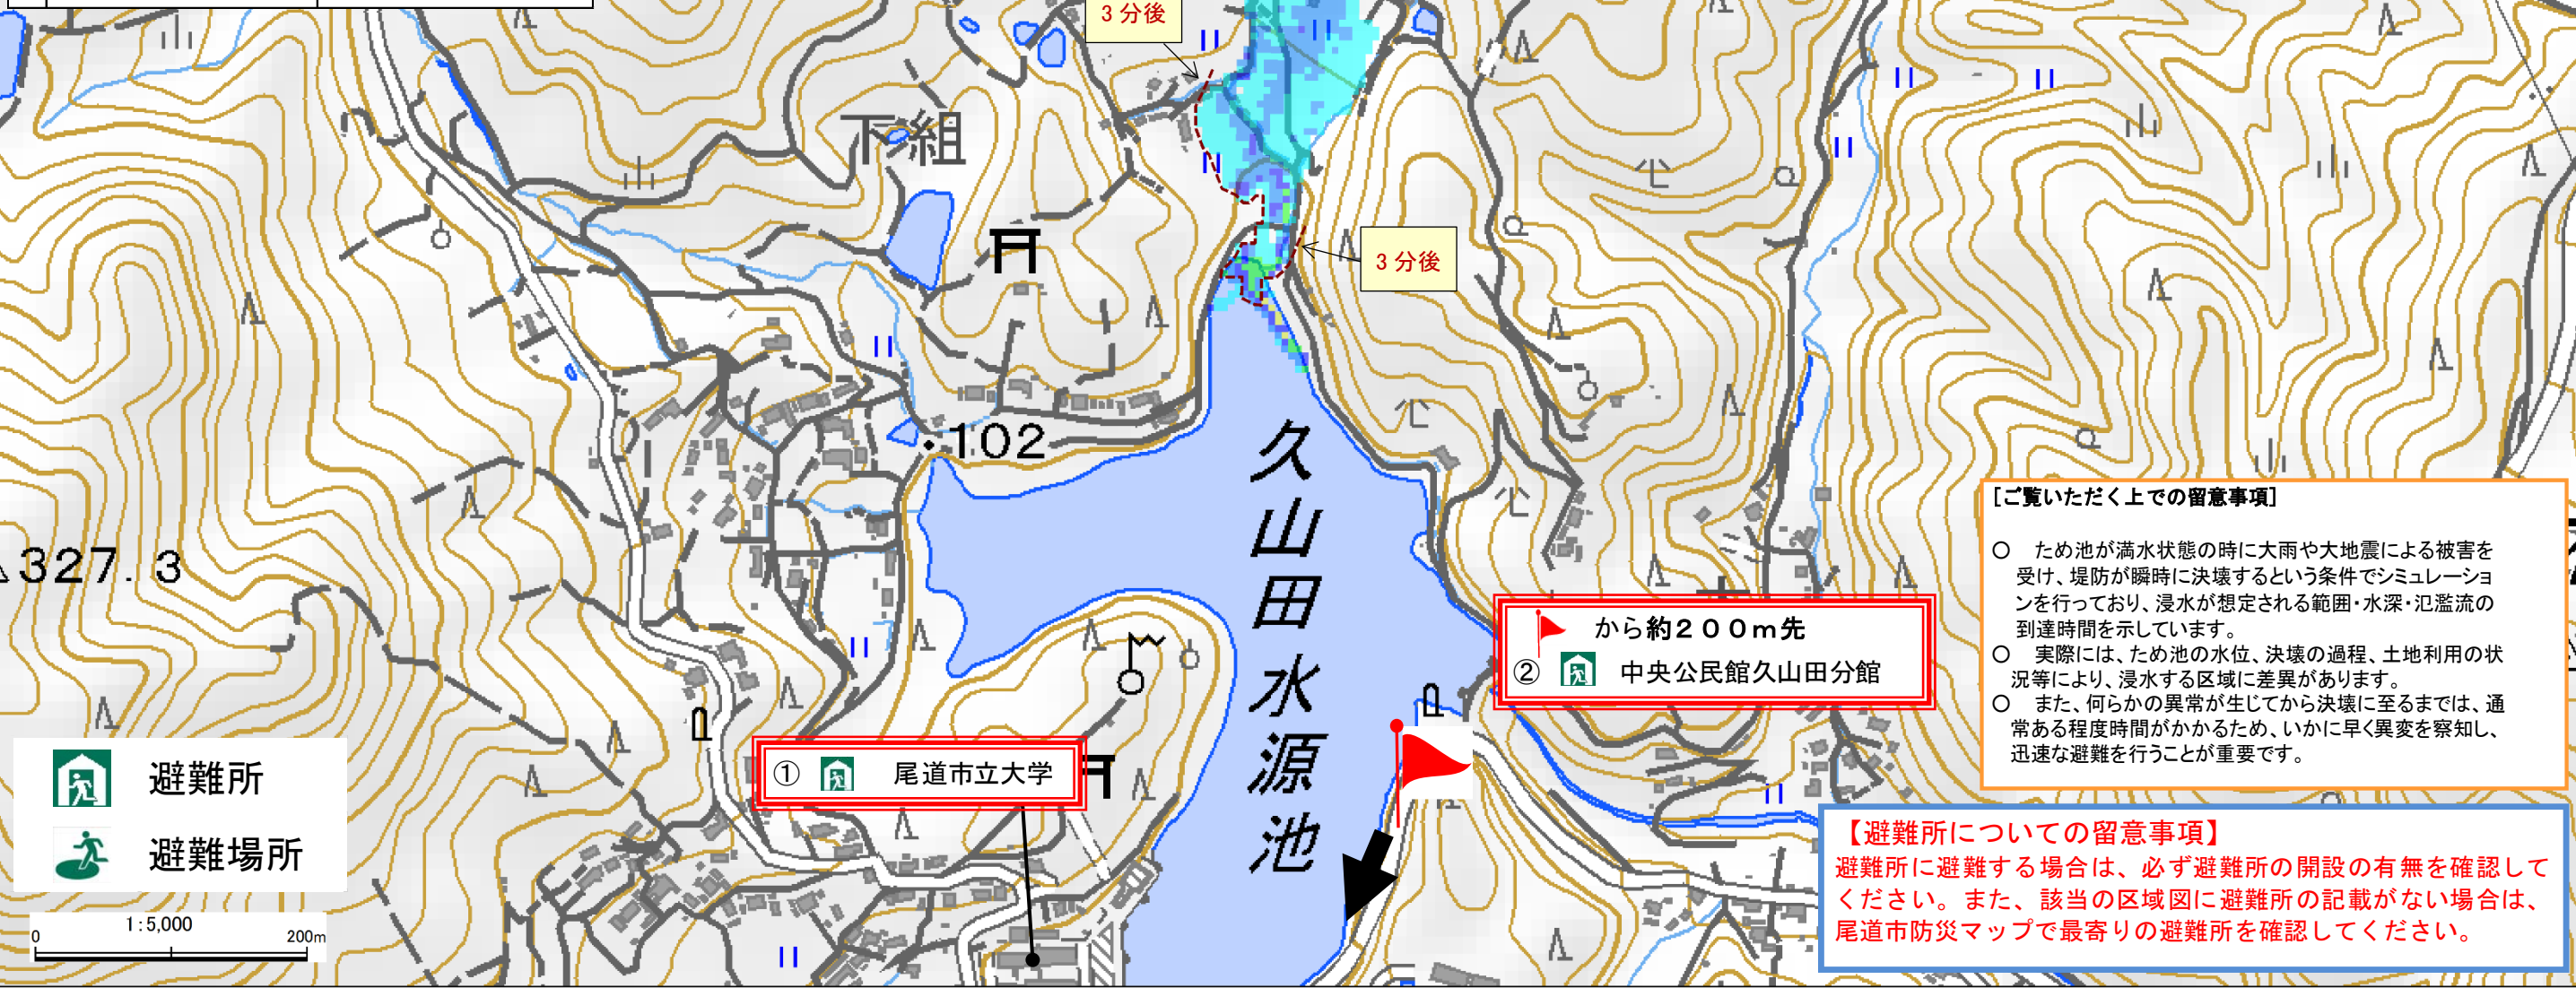 3分後
下組
3分後
・102
久山田水源池
327.3
から約200m先
② 中央公民館久山田分館
① 尾道市立大学
避難所
避難場所
1:5,000
0 200m
[ご覧いただく上での留意事項]
○ ため池が満水状態の時に大雨や大地震による被害を
受け、堤防が瞬時に決壊するという条件でシミュレーショ
ンを行っており、浸水が想定される範囲・水深・氾濫流の
到達時間を示しています。
○ 実際には、ため池の水位、決壊の過程、土地利用の状
況等により、浸水する区域に差異があります。
○ また、何らかの異常が生じてから決壊に至るまでは、通
常ある程度時間がかかるため、いかに早く異変を察知し、
迅速な避難を行うことが重要です。
【避難所についての留意事項】
避難所に避難する場合は、必ず避難所の開設の有無を確認して
ください。また、該当の区域図に避難所の記載がない場合は、
尾道市防災マップで最寄りの避難所を確認してください。